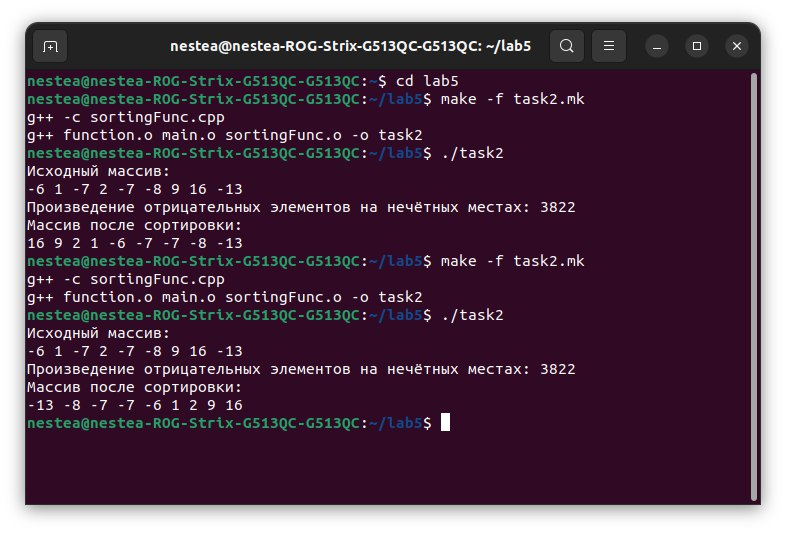 nestea@nestea-ROG-Strix-G513QC-G513QC: ~/lab5
nestea@nestea-ROG-Strix-G513QC-G513QC:~$ cd lab5
nestea@nestea-ROG-Strix-G513QC-G513QC:~/lab5$ make -f task2.mk
g++ -c sortingFunc.cpp
g++ function.o main.o sortingFunc.o -o task2
nestea@nestea-ROG-Strix-G513QC-G513QC:~/lab5$ ./task2
Исходный массив:
-6 1 -7 2 -7 -8 9 16 -13
Произведение отрицательных элементов на нечётных местах: 3822
Массив после сортировки:
16 9 2 1 -6 -7 -7 -8 -13
nestea@nestea-ROG-Strix-G513QC-G513QC:~/lab5$ make -f task2.mk
g++ -c sortingFunc.cpp
g++ function.o main.o sortingFunc.o -o task2
nestea@nestea-ROG-Strix-G513QC-G513QC:~/lab5$ ./task2
Исходный массив:
-6 1 -7 2 -7 -8 9 16 -13
Произведение отрицательных элементов на нечётных местах: 3822
Массив после сортировки:
-13 -8 -7 -7 -6 1 2 9 16
nestea@nestea-ROG-Strix-G513QC-G513QC:~/lab5$